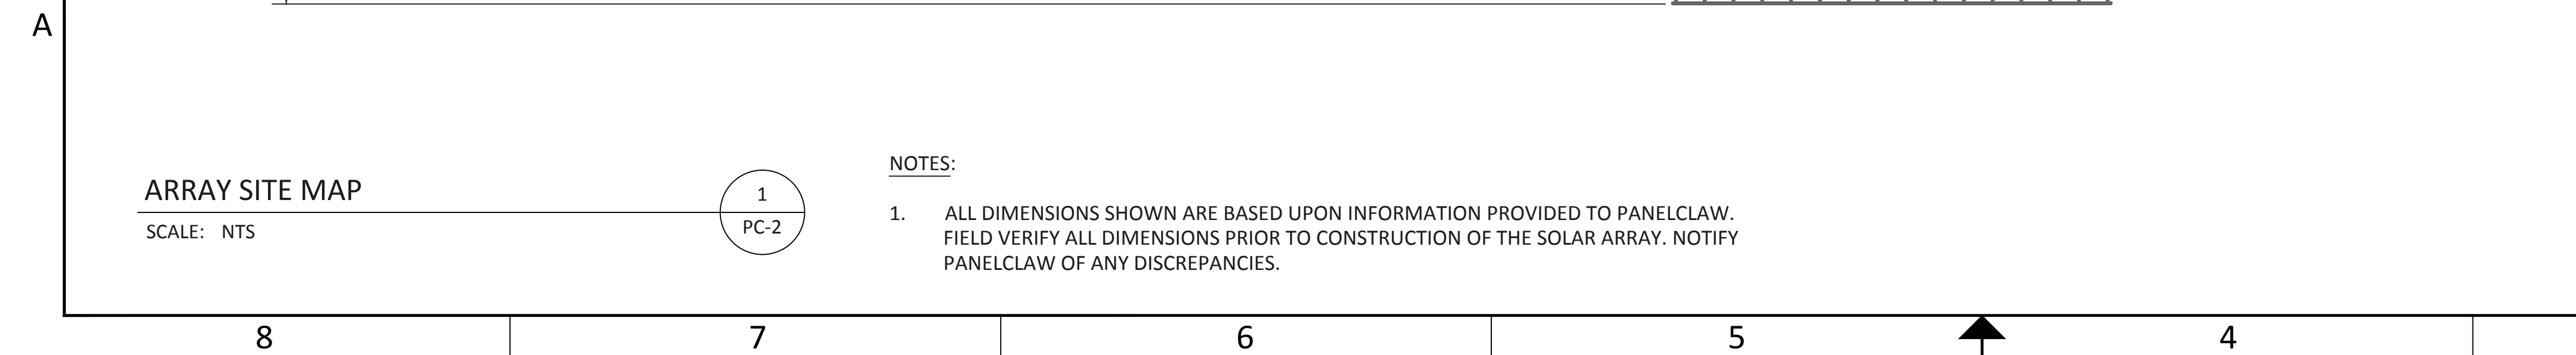 A
ARRAY SITE MAP
SCALE: NTS
1
PC-2
NOTES:
1. ALL DIMENSIONS SHOWN ARE BASED UPON INFORMATION PROVIDED TO PANELCLAW.
FIELD VERIFY ALL DIMENSIONS PRIOR TO CONSTRUCTION OF THE SOLAR ARRAY. NOTIFY
PANELCLAW OF ANY DISCREPANCIES.
8 7 6 5 4